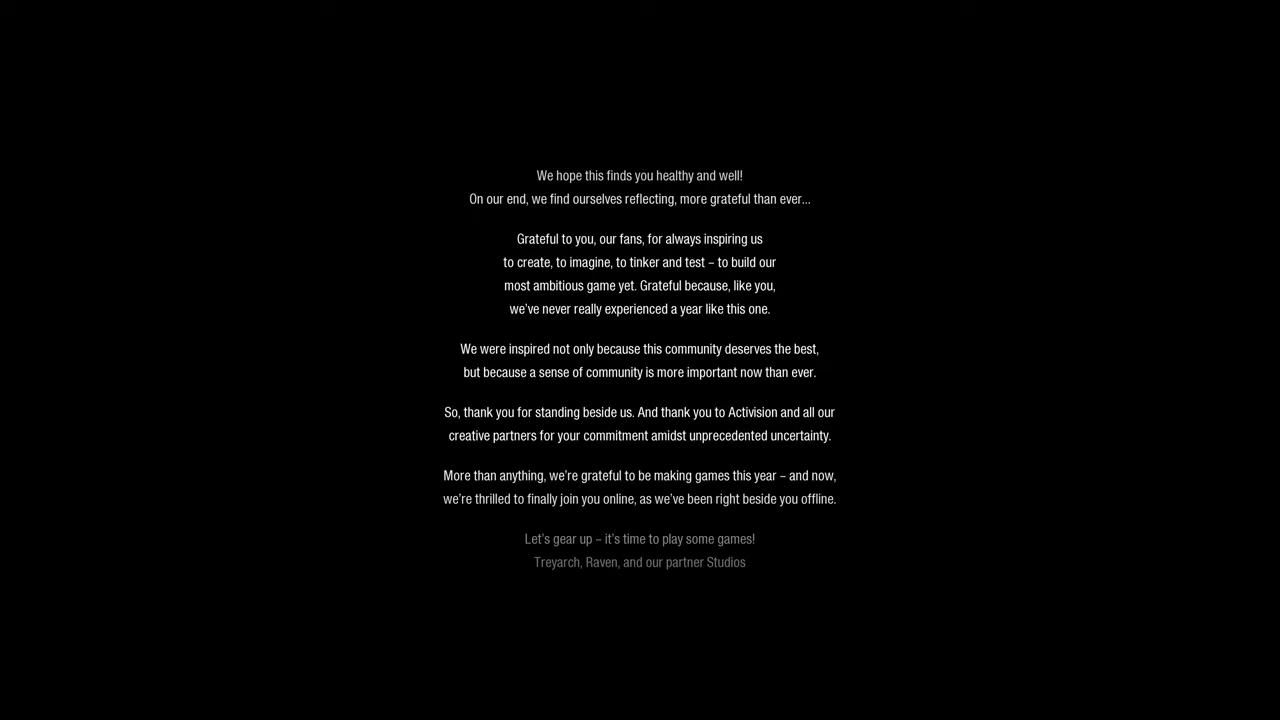 We hope this finds you healthy and well!
On our end, we find ourselves reflecting, more grateful than ever...
Grateful to you, our fans, for always inspiring us
to create, to imagine, to tinker and test – to build our
most ambitious game yet. Grateful because, like you,
we've never really experienced a year like this one.
We were inspired not only because this community deserves the best,
but because a sense of community is more important now than ever.
So, thank you for standing beside us. And thank you to Activision and all our
creative partners for your commitment amidst unprecedented uncertainty.
More than anything, we're grateful to be making games this year – and now,
we're thrilled to finally join you online, as we've been right beside you offline.
Let's gear up – it's time to play some games!
Treyarch, Raven, and our partner Studios